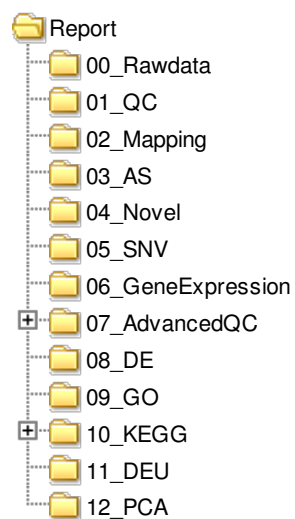 Report
00_Rawdata
01_QC
02_Mapping
03_AS
04_Novel
05_SNV
06_GeneExpression
07_AdvancedQC
08_DE
09_GO
10_KEGG
11_DEU
12_PCA